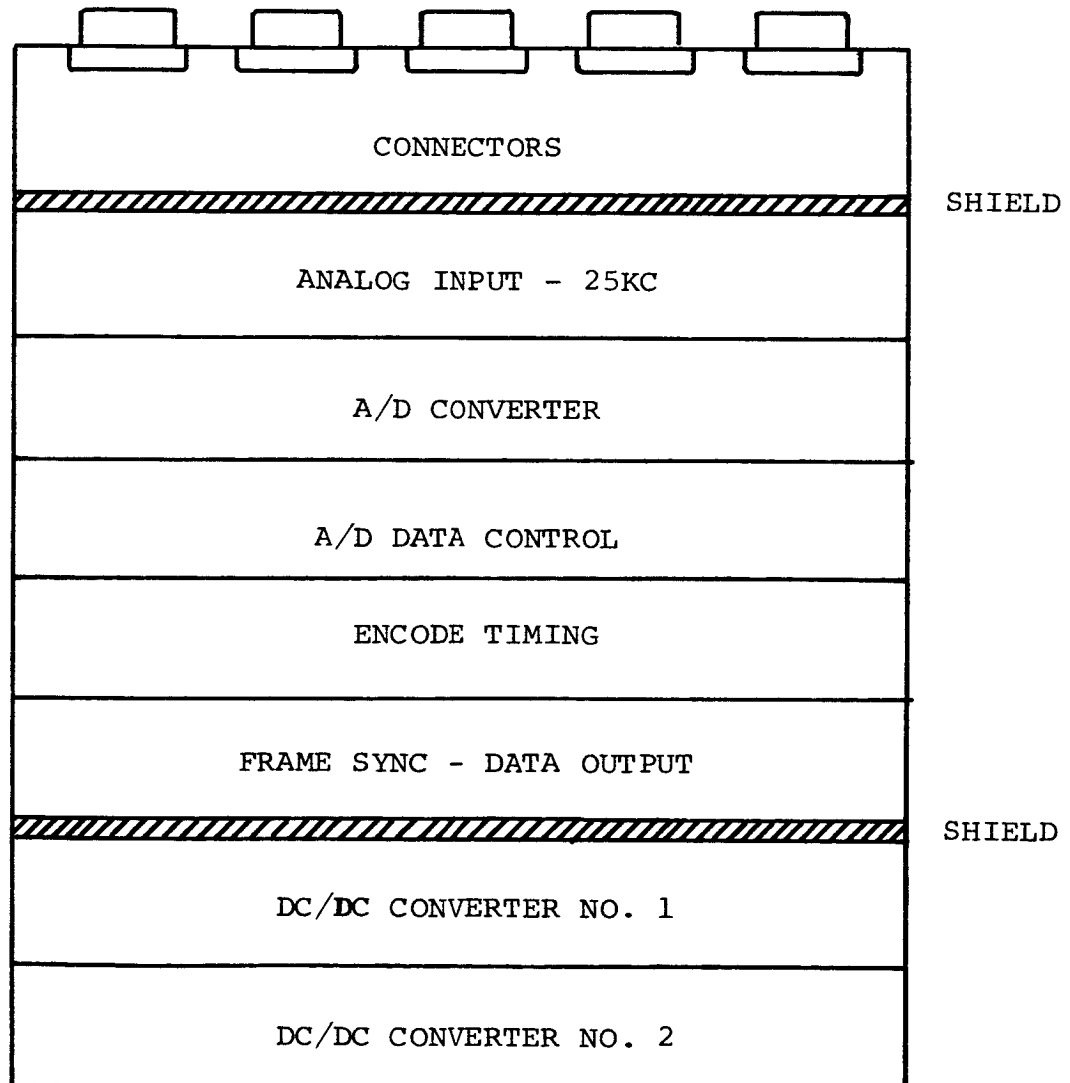 CONNECTORS
SHIELD
ANALOG INPUT - 25KC
A/D CONVERTER
A/D DATA CONTROL
ENCODE TIMING
FRAME SYNC - DATA OUTPUT
SHIELD
DC/DC CONVERTER NO. 1
DC/DC CONVERTER NO. 2